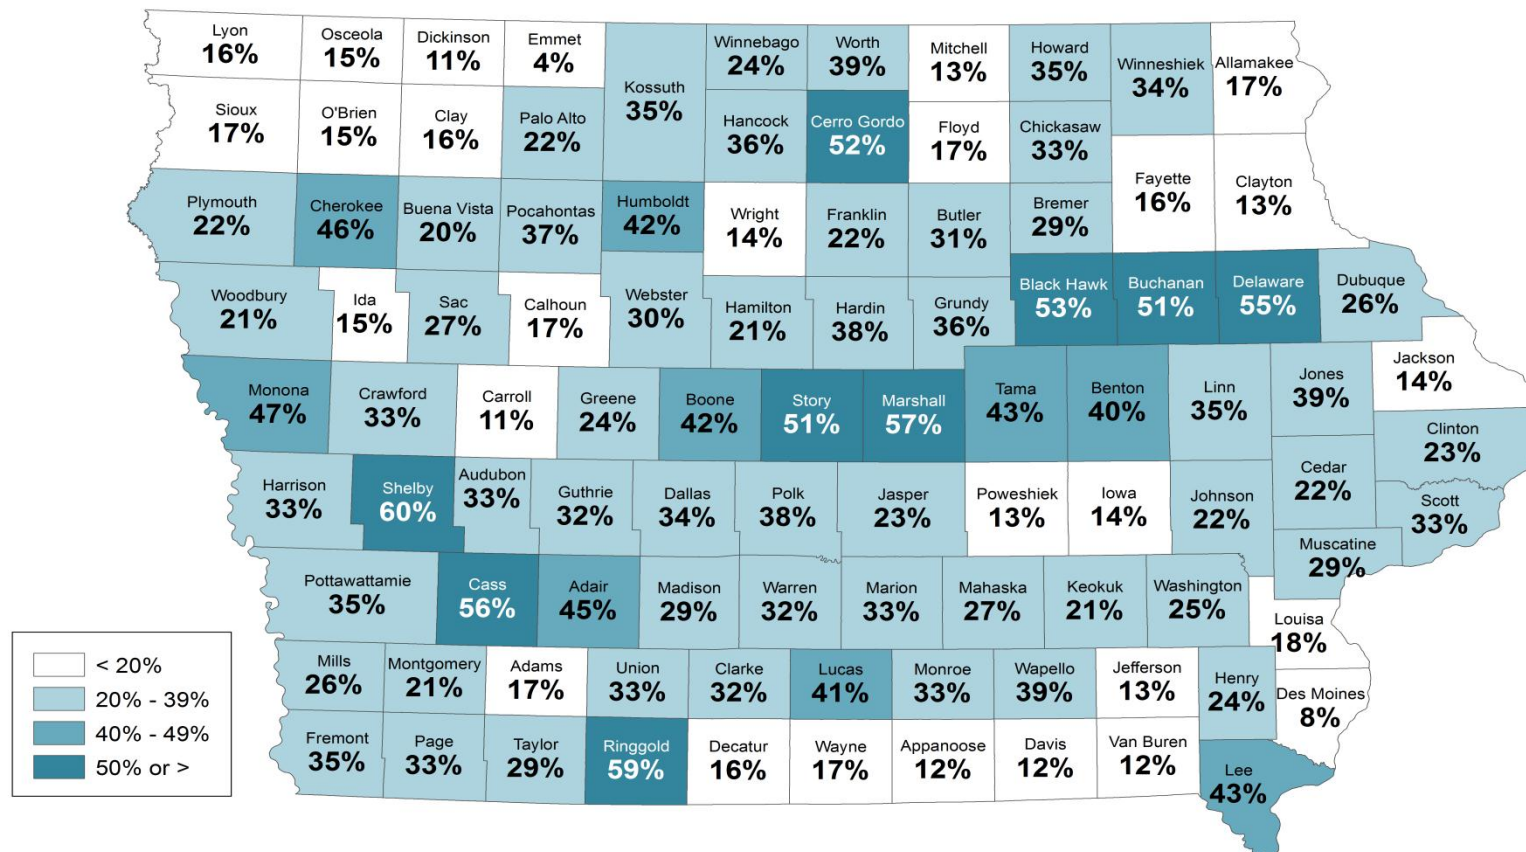 Lyon
16%
Osceola
15%
Dickinson
11%
Emmet
4%
Kossuth
35%
Winnebago
24%
Worth
39%
Mitchell
13%
Howard
35%
Winneshiek
34%
Allamakee
17%
Sioux
17%
O'Brien
15%
Clay
16%
Palo Alto
22%
Hancock
36%
Cerro Gordo
52%
Floyd
17%
Chickasaw
33%
Fayette
16%
Clayton
13%
Plymouth
22%
Cherokee
46%
Buena Vista
20%
Pocahontas
37%
Humboldt
42%
Wright
14%
Franklin
22%
Butler
31%
Bremer
29%
Woodbury
21%
Ida
15%
Sac
27%
Calhoun
17%
Webster
30%
Hamilton
21%
Hardin
38%
Grundy
36%
Black Hawk
53%
Buchanan
51%
Delaware
55%
Dubuque
26%
Monona
47%
Crawford
33%
Carroll
11%
Greene
24%
Boone
42%
Story
51%
Marshall
57%
Tama
43%
Benton
40%
Linn
35%
Jones
39%
Jackson
14%
Clinton
23%
Harrison
33%
Shelby
60%
Audubon
33%
Guthrie
32%
Dallas
34%
Polk
38%
Jasper
23%
Poweshiek
13%
Iowa
14%
Johnson
22%
Cedar
22%
Scott
33%
Muscatine
29%
Pottawattamie
35%
Cass
56%
Adair
45%
Madison
29%
Warren
32%
Marion
33%
Mahaska
27%
Keokuk
21%
Washington
25%
Louisa
18%
Mills
26%
Montgomery
21%
Adams
17%
Union
33%
Clarke
32%
Lucas
41%
Monroe
33%
Wapello
39%
Jefferson
13%
Henry
24%
Des Moines
8%
Fremont
35%
Page
33%
Taylor
29%
Ringgold
59%
Decatur
16%
Wayne
17%
Appanoose
12%
Davis
12%
Van Buren
12%
Lee
43%
< 20%
20% - 39%
40% - 49%
50% or >